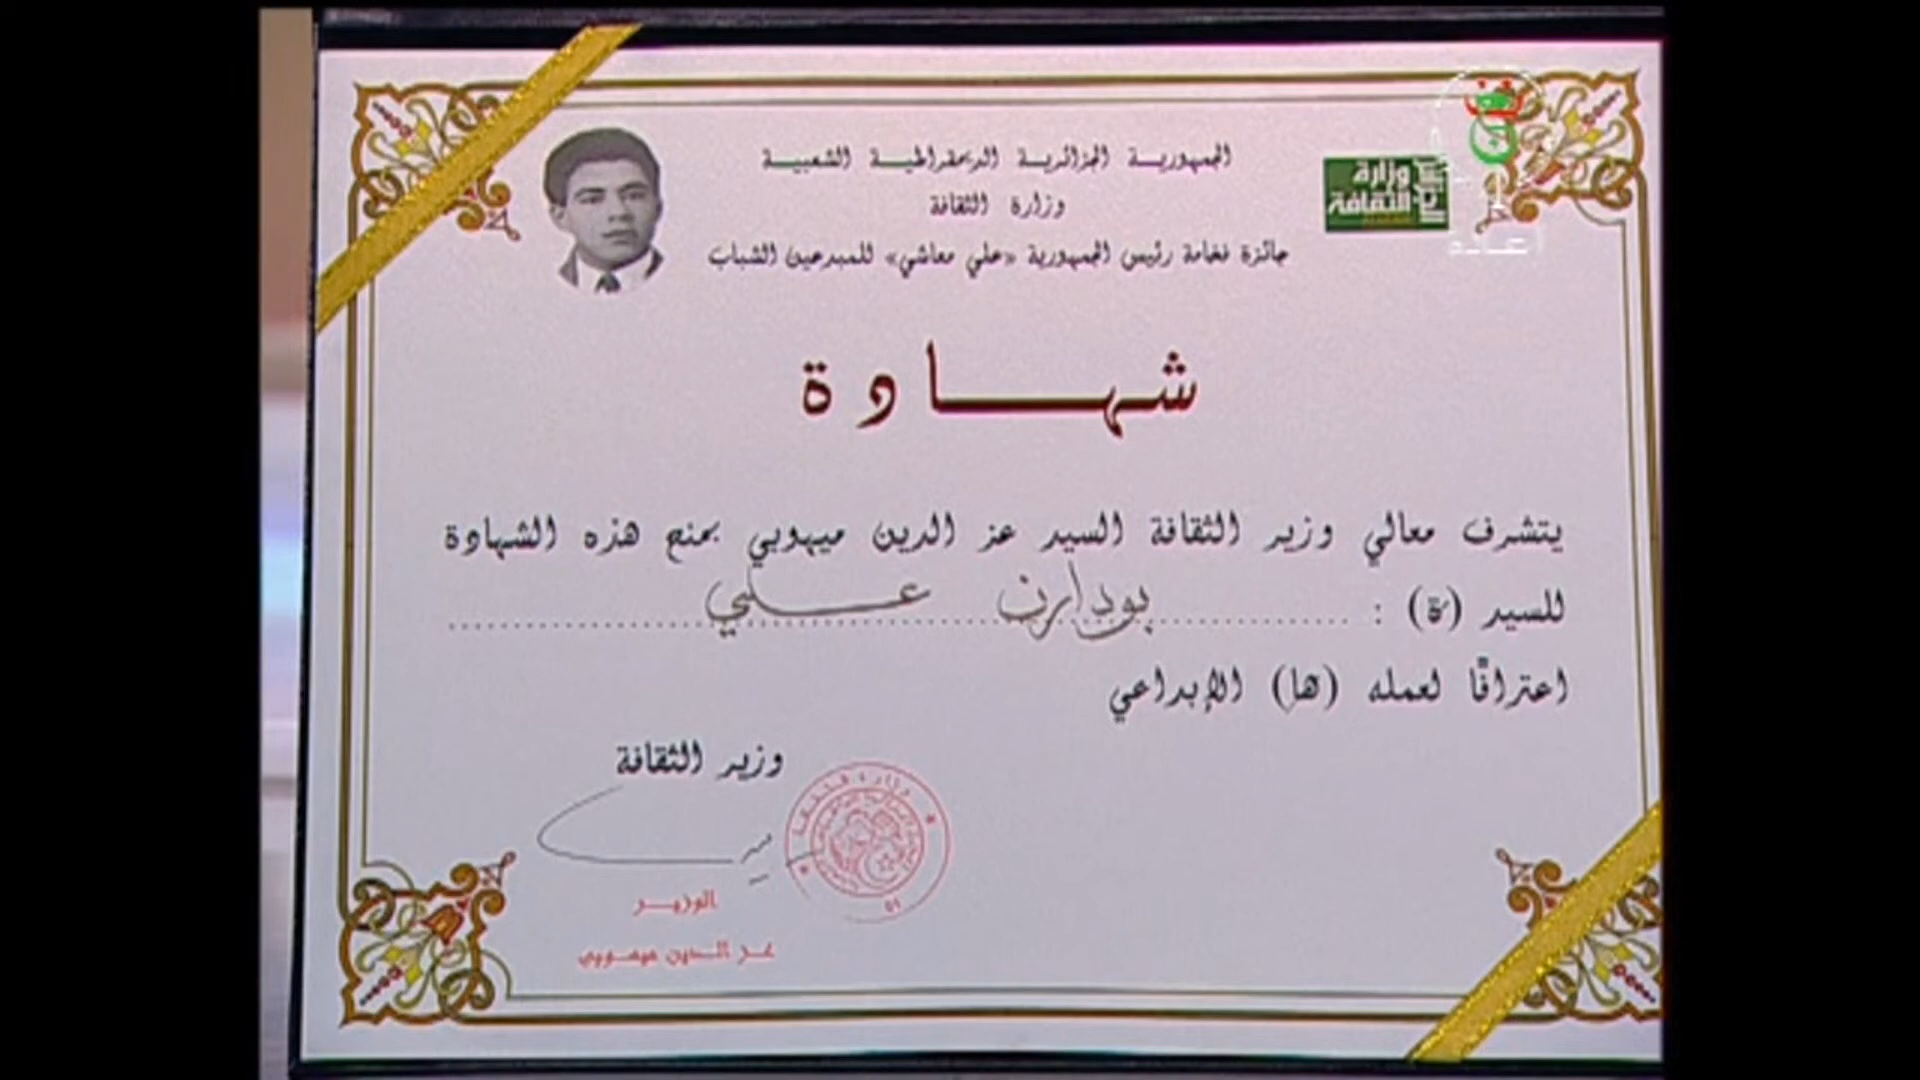 الجمهورية الجزائرية الديمقراطية الشعبية
وزارة الثقافة
جائزة فخامة رئيس الجمهورية «علي معاشي» للمبدعين الشباب
وزارة
الثقافة
شهادة
يتشرف معالي وزير الثقافة السيد عز الدين ميهوبي بمنح هذه الشهادة
للسيد (ة) : بودارن علي
اعترافًا لعمله (ها) الإبداعي
وزير الثقافة
الوزير
عز الدين ميهوبي